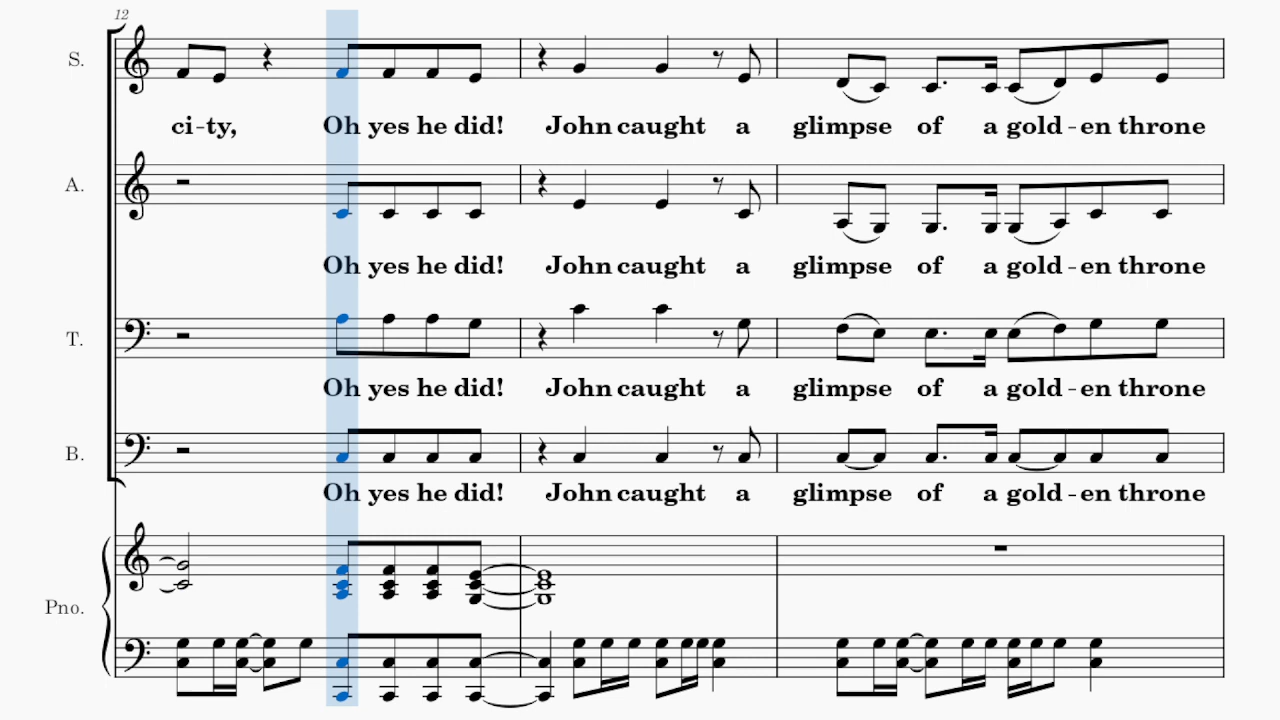 12
S.
ci-ty, Oh yes he did! John caught a glimpse of a gold-en throne
A.
Oh yes he did! John caught a glimpse of a gold-en throne
T.
Oh yes he did! John caught a glimpse of a gold-en throne
B.
Oh yes he did! John caught a glimpse of a gold-en throne
Pno.